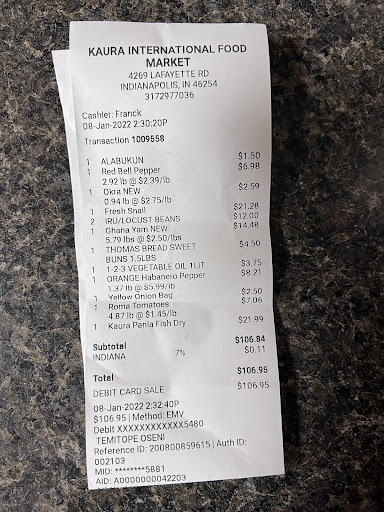 KAURA INTERNATIONAL FOOD
MARKET
4269 LAFAYETTE RD
INDIANAPOLIS, IN 46254
3172977036
Cashier: Franck
08-Jan-2022 2:30:20P
Transaction 1009558
1 ALABUKUN $1.50
1 Red Bell Pepper $6.98
2.92 lb @ $2.39/lb
1 Okra NEW $2.59
0.94 lb @ $2.75/lb
1 Fresh Snail $21.28
2 IRU/LOCUST BEANS $12.00
1 Ghana Yam NEW $14.48
5.79 lbs @ $2.50/lbs
1 THOMAS BREAD SWEET $4.50
BUNS 1.5LBS
1 1-2-3 VEGETABLE OIL 1LIT $3.75
1 ORANGE Habanero Pepper $8.21
1.37 lb @ $5.99/lb
1 Yellow Onion Bag $2.50
1 Roma Tomatoes $7.06
4.87 lb @ $1.45/lb
1 Kaura Panla Fish Dry $21.99
Subtotal $106.84
INDIANA 7% $0.11
Total $106.95
DEBIT CARD SALE $106.95
08-Jan-2022 2:32:40P
$106.95 | Method: EMV
Debit XXXXXXXXXXXX5480
TEMITOPE OSENI
Reference ID: 200800859615 | Auth ID:
002103
MID: ********5881
AID: A0000000042203